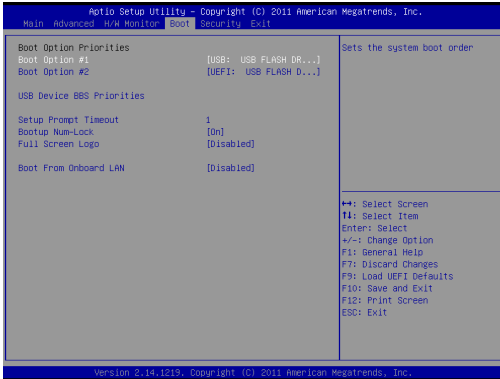 Aptio Setup Utility – Copyright (C) 2011 American Megatrends, Inc.
Main Advanced H/W Monitor Boot Security Exit
Boot Option Priorities
Boot Option #1 [USB: USB FLASH DR...]
Boot Option #2 [UEFI: USB FLASH D...]
USB Device BBS Priorities
Setup Prompt Timeout 1
Bootup Num-Lock [On]
Full Screen Logo [Disabled]
Boot From Onboard LAN [Disabled]
Sets the system boot order
↔: Select Screen
↑↓: Select Item
Enter: Select
+/-: Change Option
F1: General Help
F7: Discard Changes
F9: Load UEFI Defaults
F10: Save and Exit
F12: Print Screen
ESC: Exit
Version 2.14.1219. Copyright (C) 2011 American Megatrends, Inc.